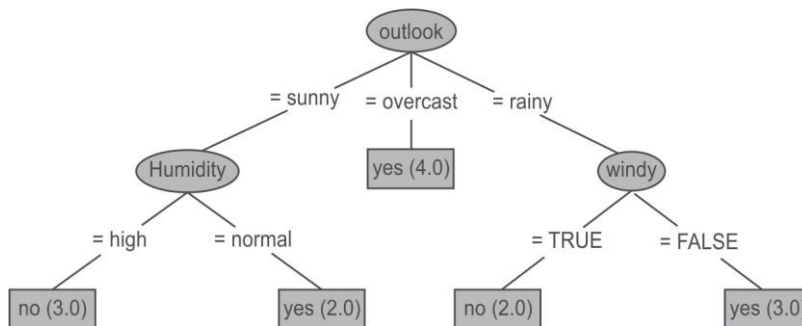 outlook
= sunny = overcast = rainy
Humidity yes (4.0) windy
= high = normal = TRUE = FALSE
no (3.0) yes (2.0) no (2.0) yes (3.0)